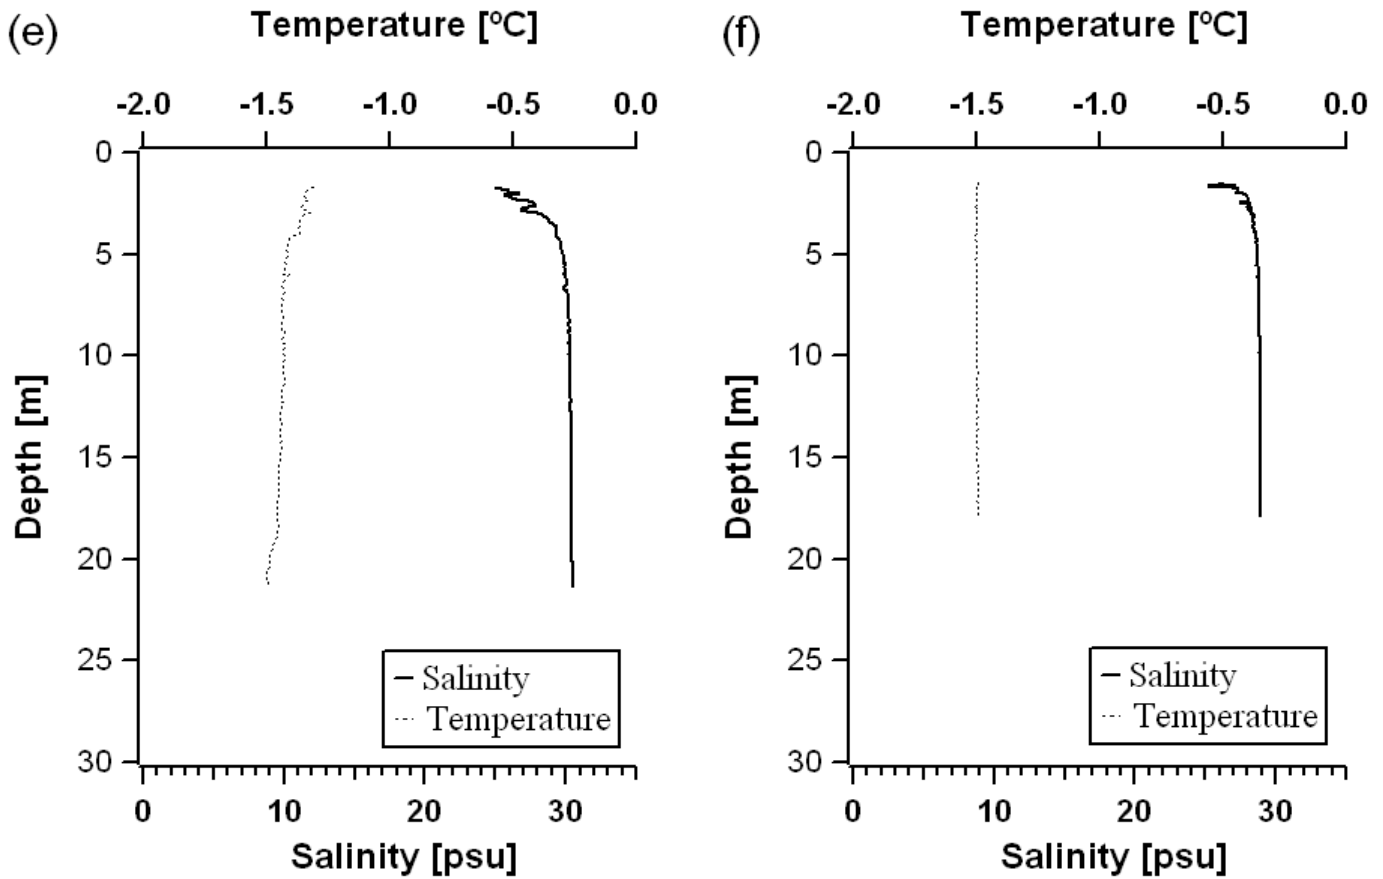 (e)
Temperature [ºC]
-2.0 -1.5 -1.0 -0.5 0.0
0
5
10
15
20
25
30
Depth [m]
Salinity
Temperature
0 10 20 30
Salinity [psu]
(f)
Temperature [ºC]
-2.0 -1.5 -1.0 -0.5 0.0
0
5
10
15
20
25
30
Depth [m]
Salinity
Temperature
0 10 20 30
Salinity [psu]